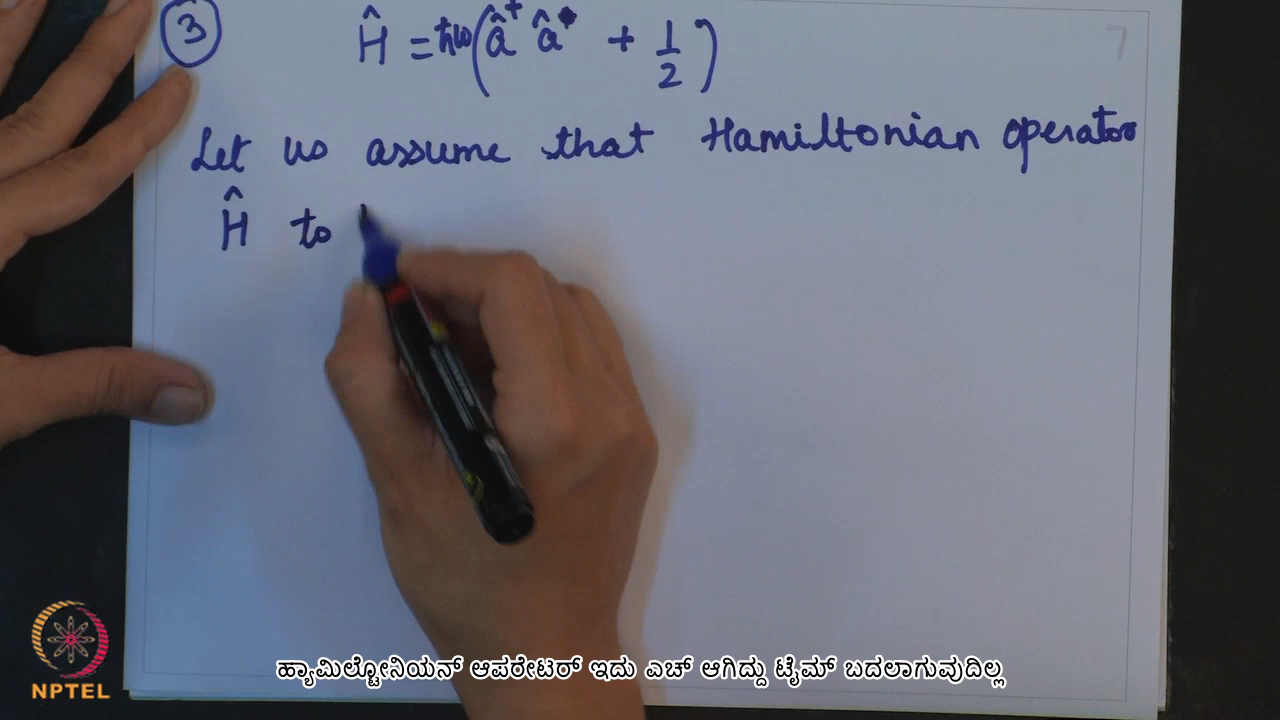 ③ Ĥ = ħω(â† â + 1/2) 7
Let us assume that Hamiltonian operator
Ĥ to
ಹ್ಯಾಮಿಲ್ಟೋನಿಯನ್ ಆಪರೇಟರ್ ಇದು ಎಚ್ ಆಗಿದ್ದು ಟೈಮ್ ಬದಲಾಗುವುದಿಲ್ಲ
NPTEL